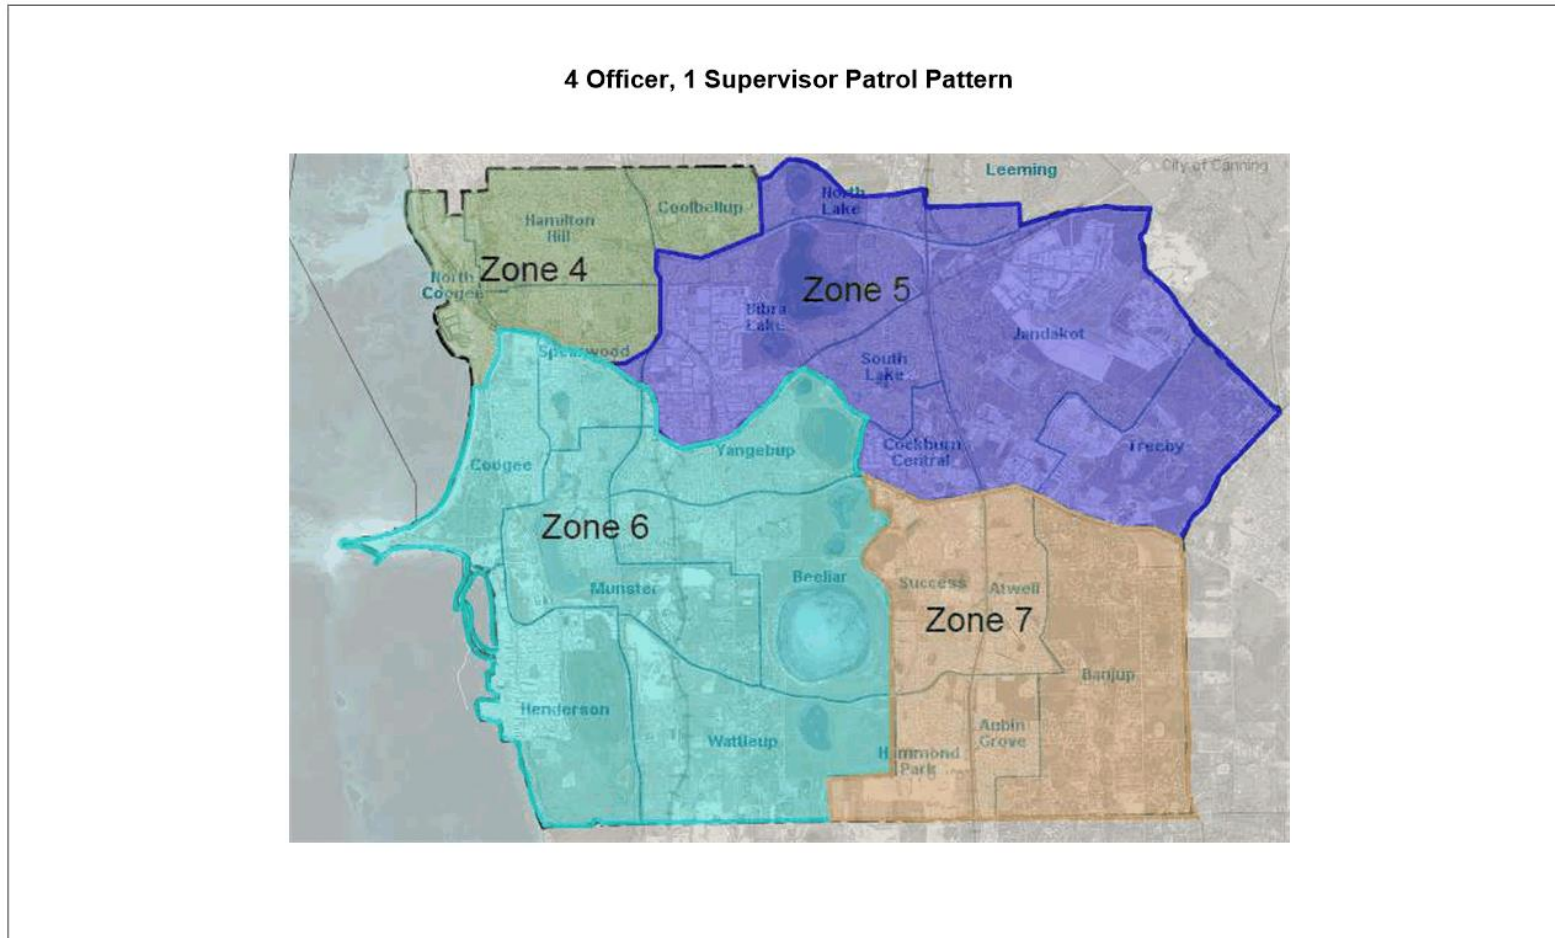 4 Officer, 1 Supervisor Patrol Pattern
Leeming
City of Canning
North
Lake
Coolbellup
Hamilton
Hill
Zone 4
North
Coogee
Zone 5
Bibra
Lake
Jandakot
Spearwood
South
Lake
Cockburn
Central
Treeby
Yangebup
Coogee
Zone 6
Munster
Beeliar
Success
Atwell
Zone 7
Banjup
Henderson
Wattleup
Aubin
Grove
Hammond
Park